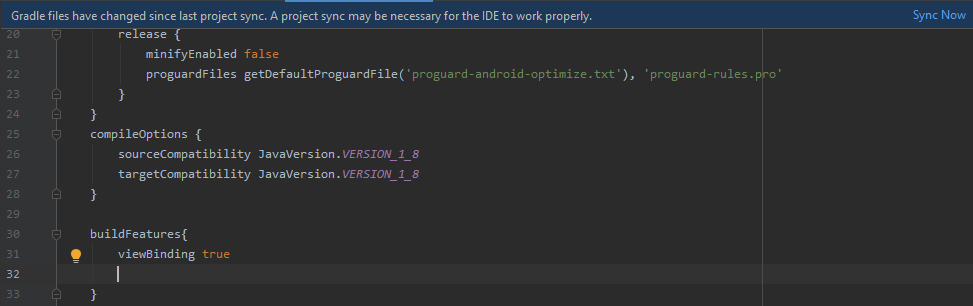 Gradle files have changed since last project sync. A project sync may be necessary for the IDE to work properly. Sync Now
20 release {
21 minifyEnabled false
22 proguardFiles getDefaultProguardFile('proguard-android-optimize.txt'), 'proguard-rules.pro'
23 }
24 }
25 compileOptions {
26 sourceCompatibility JavaVersion.VERSION_1_8
27 targetCompatibility JavaVersion.VERSION_1_8
28 }
29
30 buildFeatures{
31 viewBinding true
32
33 }